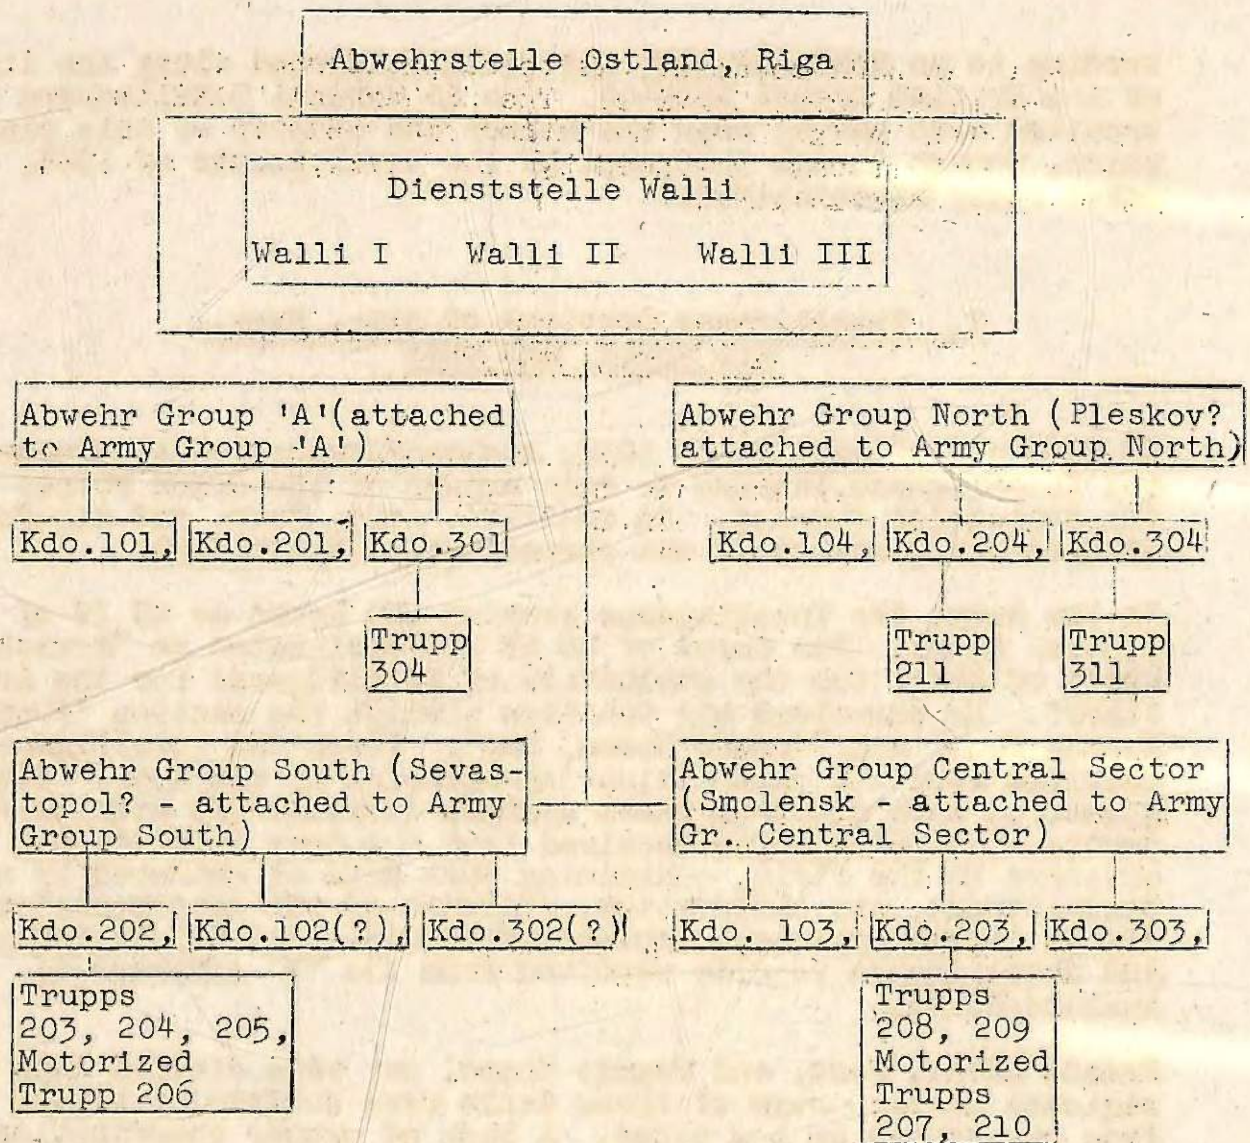 Abwehrstelle Ostland, Riga
Dienststelle Walli
Walli I Walli II Walli III
Abwehr Group 'A'(attached
to Army Group 'A')
Kdo.101, Kdo.201, Kdo.301
Trupp
304
Abwehr Group North (Pleskov?
attached to Army Group North)
Kdo.104, Kdo.204, Kdo.304
Trupp
211
Trupp
311
Abwehr Group South (Sevas-
topol? - attached to Army
Group South)
Kdo.202, Kdo.102(?), Kdo.302(?)
Trupps
203, 204, 205,
Motorized
Trupp 206
Abwehr Group Central Sector
(Smolensk - attached to Army
Gr. Central Sector)
Kdo. 103, Kdo.203, Kdo.303,
Trupps
208, 209
Motorized
Trupps
207, 210